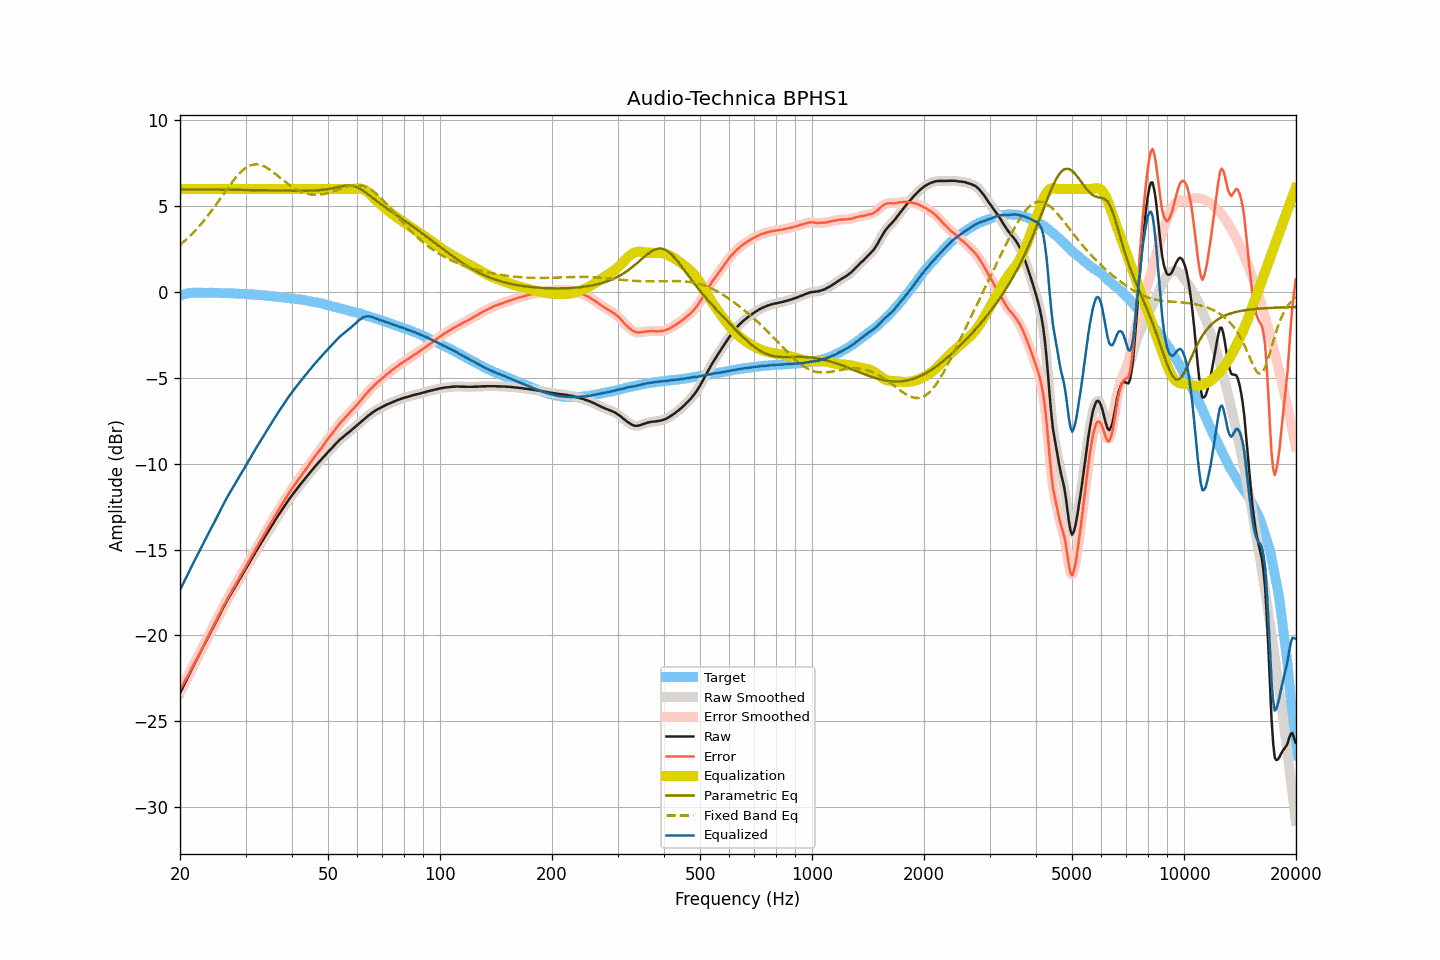 Audio-Technica BPHS1
10
5
0
−5
−10
−15
−20
−25
−30
Amplitude (dBr)
Target
Raw Smoothed
Error Smoothed
Raw
Error
Equalization
Parametric Eq
Fixed Band Eq
Equalized
20 50 100 200 500 1000 2000 5000 10000 20000
Frequency (Hz)